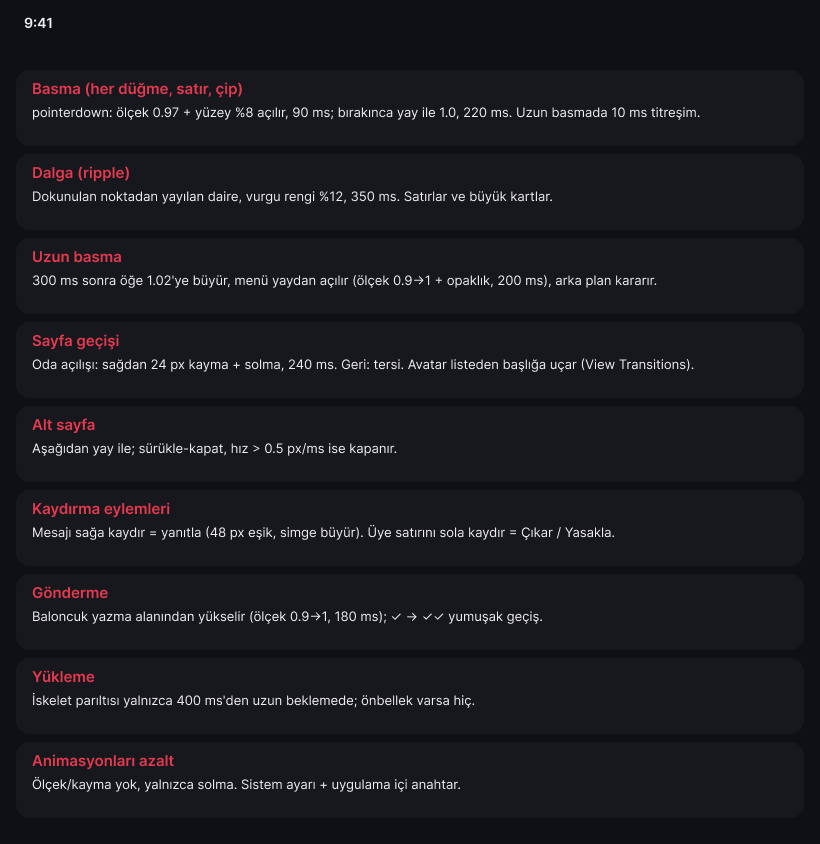 9:41
Basma (her düğme, satır, çip)
pointerdown: ölçek 0.97 + yüzey %8 açılır, 90 ms; bırakınca yay ile 1.0, 220 ms. Uzun basmada 10 ms titreşim.
Dalga (ripple)
Dokunulan noktadan yayılan daire, vurgu rengi %12, 350 ms. Satırlar ve büyük kartlar.
Uzun basma
300 ms sonra öğe 1.02'ye büyür, menü yaydan açılır (ölçek 0.9→1 + opaklık, 200 ms), arka plan kararır.
Sayfa geçişi
Oda açılışı: sağdan 24 px kayma + solma, 240 ms. Geri: tersi. Avatar listeden başlığa uçar (View Transitions).
Alt sayfa
Aşağıdan yay ile; sürükle-kapat, hız > 0.5 px/ms ise kapanır.
Kaydırma eylemleri
Mesajı sağa kaydır = yanıtla (48 px eşik, simge büyür). Üye satırını sola kaydır = Çıkar / Yasakla.
Gönderme
Baloncuk yazma alanından yükselir (ölçek 0.9→1, 180 ms); ✓ → ✓✓ yumuşak geçiş.
Yükleme
İskelet parıltısı yalnızca 400 ms'den uzun beklemede; önbellek varsa hiç.
Animasyonları azalt
Ölçek/kayma yok, yalnızca solma. Sistem ayarı + uygulama içi anahtar.